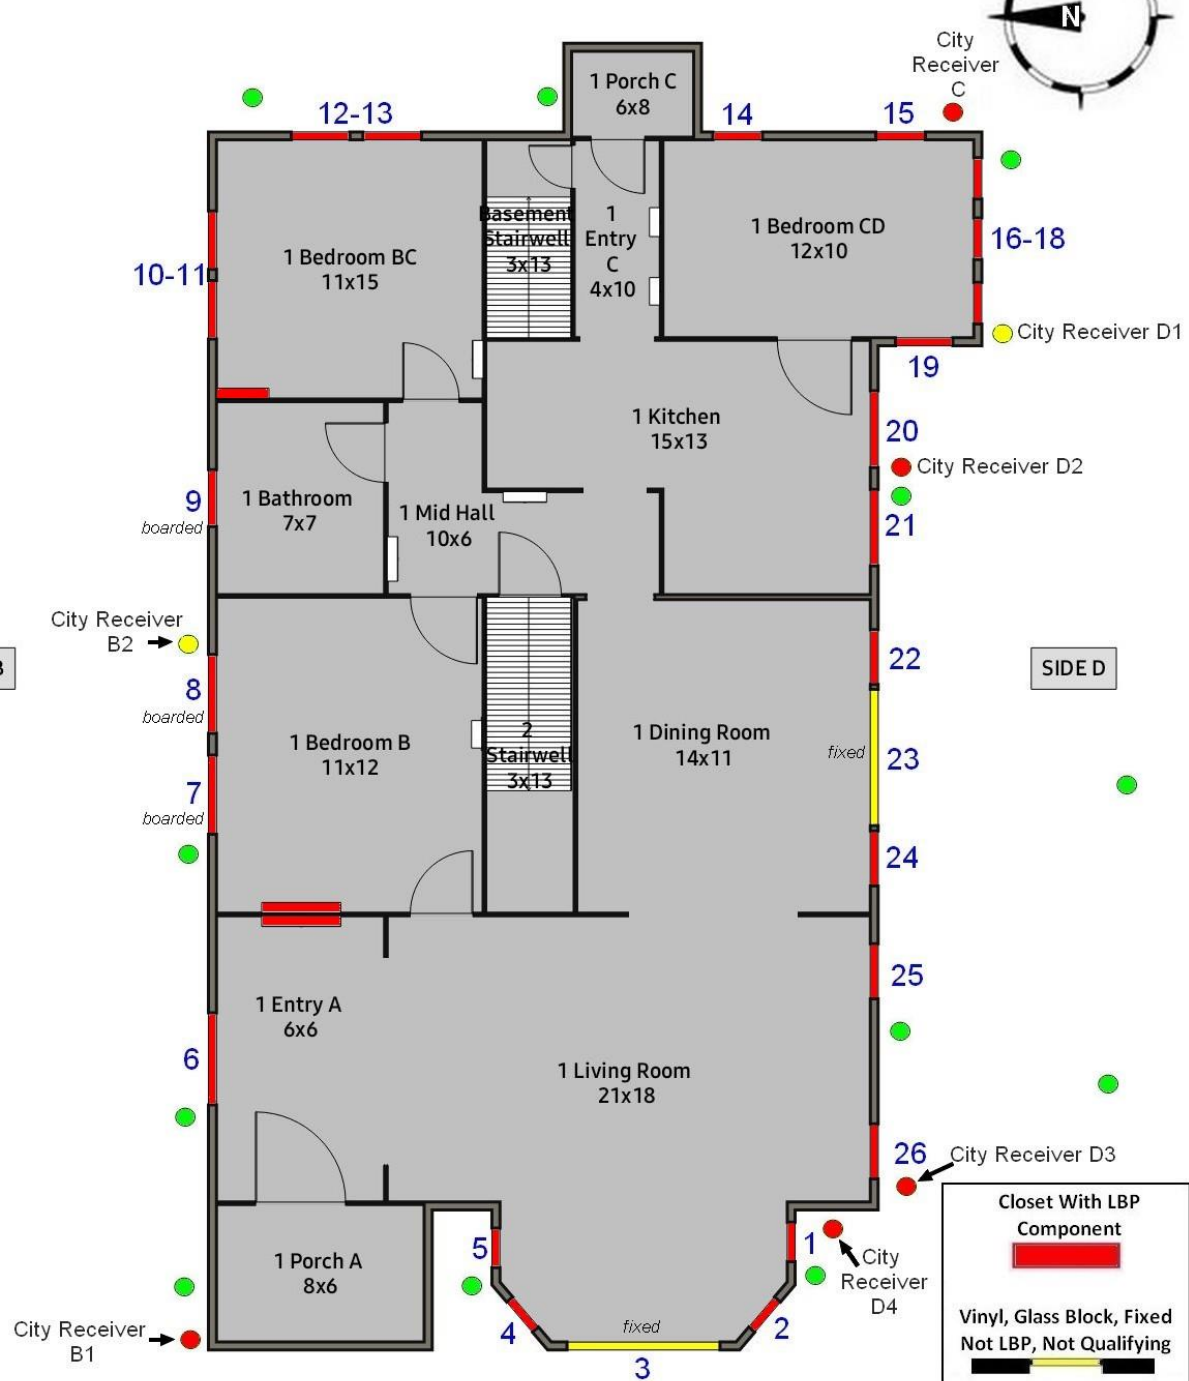 N
City
Receiver
C
1 Porch C
6x8
12-13
14
15
1 Bedroom BC
11x15
Basement
Stairwell
3x13
1
Entry
C
4x10
1 Bedroom CD
12x10
16-18
10-11
City Receiver D1
19
1 Kitchen
15x13
20
City Receiver D2
21
9
boarded
1 Bathroom
7x7
1 Mid Hall
10x6
City Receiver
B2
SIDE D
22
8
boarded
1 Bedroom B
11x12
2
Stairwell
3x13
1 Dining Room
14x11
fixed
23
7
boarded
24
25
1 Entry A
6x6
6
1 Living Room
21x18
26
City Receiver D3
1 Porch A
8x6
5
1
City
Receiver
D4
City Receiver
B1
4
fixed
3
2
Closet With LBP
Component
Vinyl, Glass Block, Fixed
Not LBP, Not Qualifying